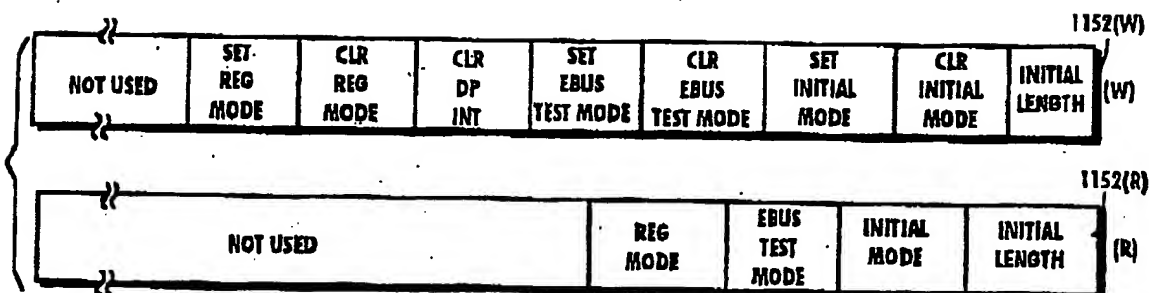 1152(W)
NOT USED
SET REG MODE
CLR REG MODE
CLR DP INT
SET EBUS TEST MODE
CLR EBUS TEST MODE
SET INITIAL MODE
CLR INITIAL MODE
INITIAL LENGTH
(W)
1152(R)
NOT USED
REG MODE
EBUS TEST MODE
INITIAL MODE
INITIAL LENGTH
(R)